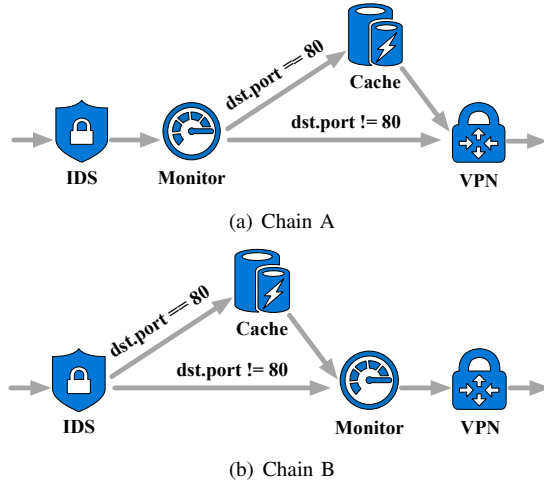 dst.port == 80
Cache
dst.port != 80
IDS
Monitor
VPN
(a) Chain A
dst.port == 80
Cache
dst.port != 80
IDS
Monitor
VPN
(b) Chain B